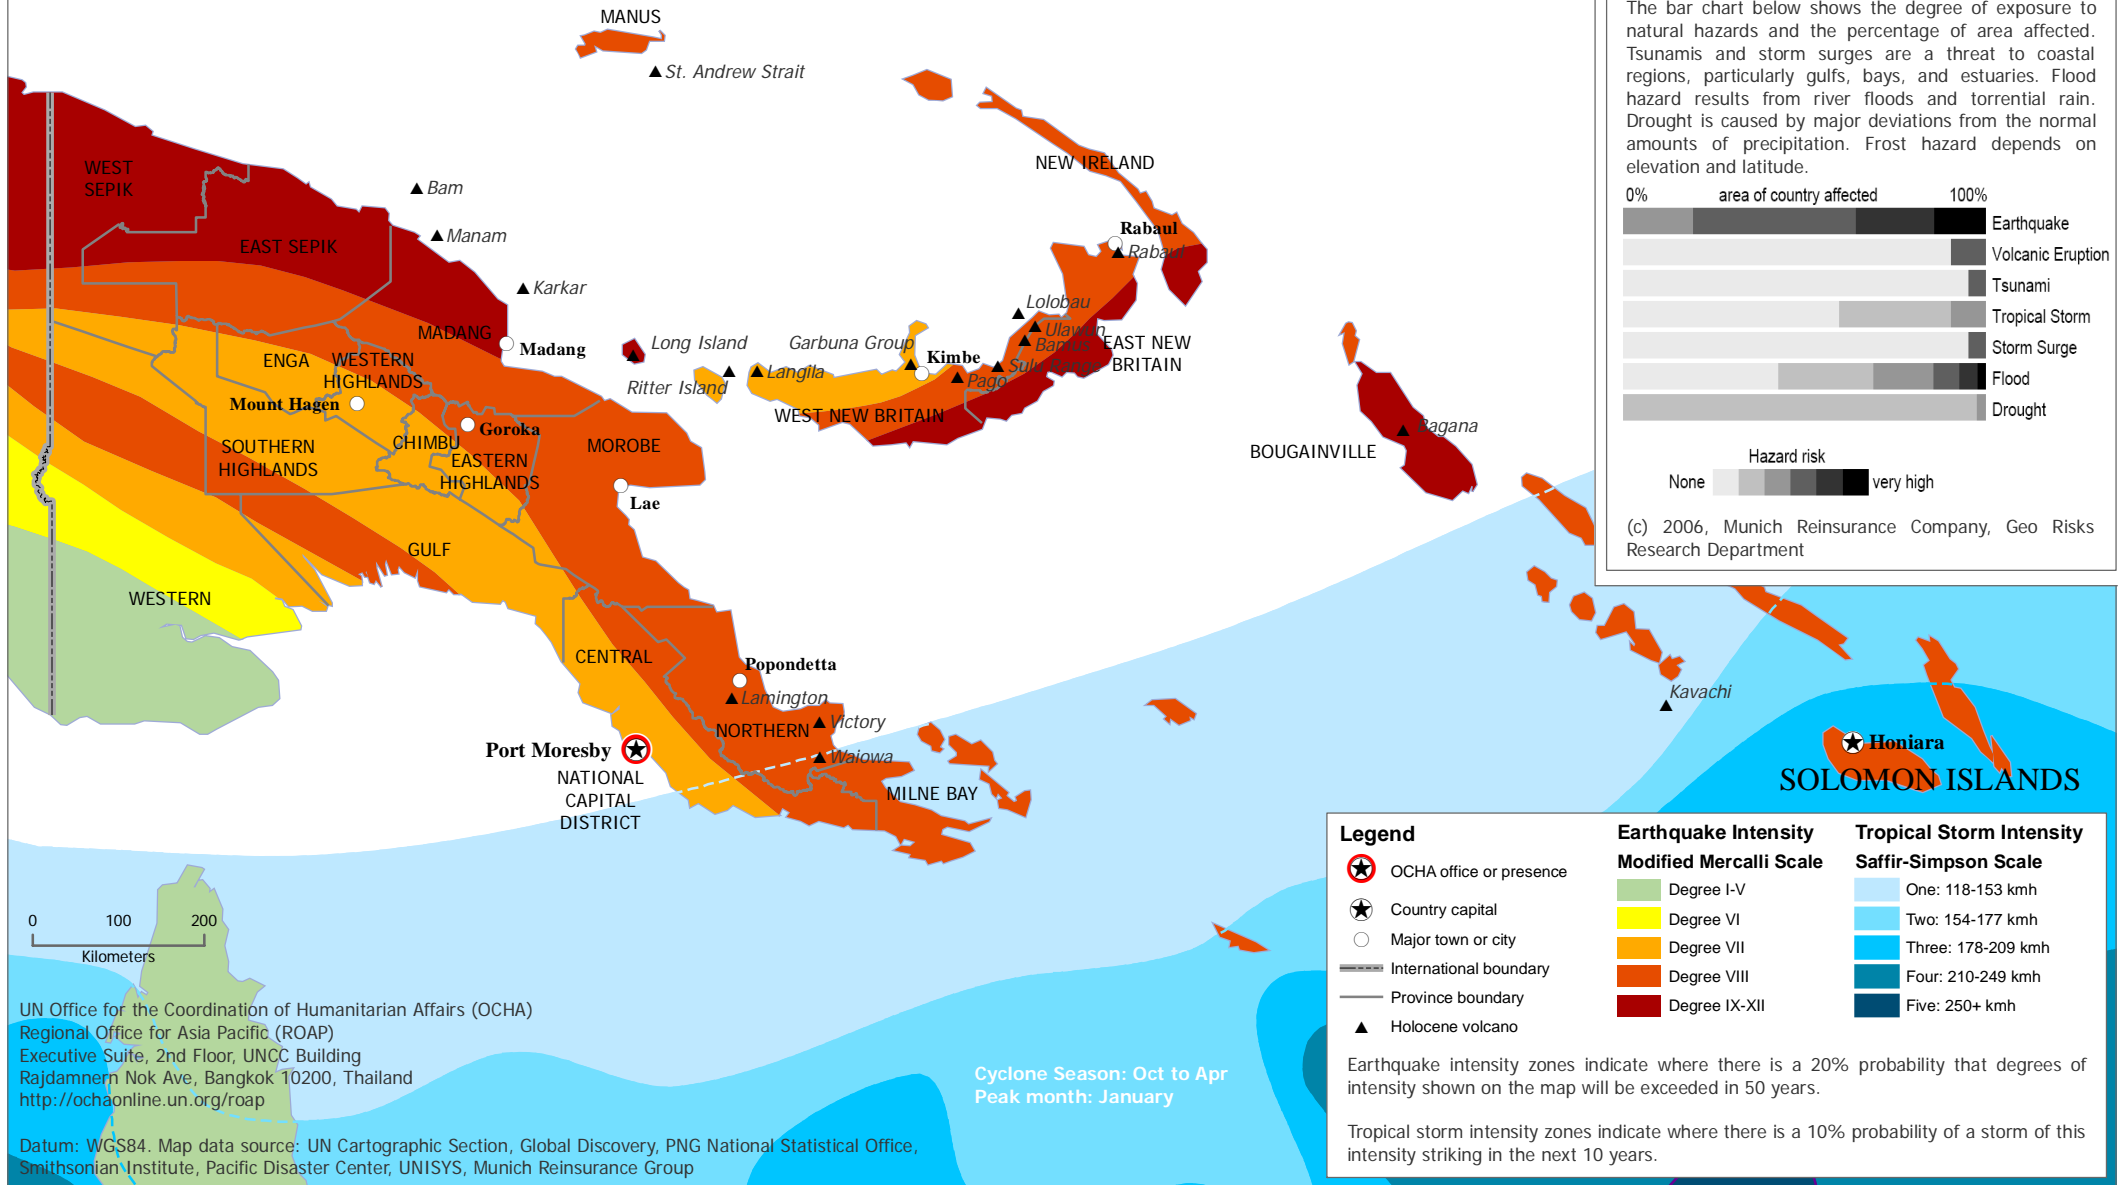 MANUS
St. Andrew Strait
WEST
SEPIK
Bam
NEW IRELAND
Manam
EAST SEPIK
Rabaul
Rabaul
Karkar
Lolobau
MADANG
Madang
Long Island
Garbuna Group
Ulawun
Bamus
EAST NEW
BRITAIN
ENGA
WESTERN
HIGHLANDS
Ritter Island
Langila
Kimbe
Sulu Range
Pago
Mount Hagen
WEST NEW BRITAIN
Goroka
CHIMBU
SOUTHERN
HIGHLANDS
EASTERN
HIGHLANDS
MOROBE
BOUGAINVILLE
Bagana
Lae
GULF
WESTERN
CENTRAL
Popondetta
Lamington
Victory
NORTHERN
Port Moresby
Waiowa
NATIONAL
CAPITAL
DISTRICT
MILNE BAY
Kavachi
Honiara
SOLOMON ISLANDS
The bar chart below shows the degree of exposure to
natural hazards and the percentage of area affected.
Tsunamis and storm surges are a threat to coastal
regions, particularly gulfs, bays, and estuaries. Flood
hazard results from river floods and torrential rain.
Drought is caused by major deviations from the normal
amounts of precipitation. Frost hazard depends on
elevation and latitude.
0% area of country affected 100%
Earthquake
Volcanic Eruption
Tsunami
Tropical Storm
Storm Surge
Flood
Drought
Hazard risk
None very high
(c) 2006, Munich Reinsurance Company, Geo Risks
Research Department
0 100 200
Kilometers
UN Office for the Coordination of Humanitarian Affairs (OCHA)
Regional Office for Asia Pacific (ROAP)
Executive Suite, 2nd Floor, UNCC Building
Rajdamnern Nok Ave, Bangkok 10200, Thailand
http://ochaonline.un.org/roap
Datum: WGS84. Map data source: UN Cartographic Section, Global Discovery, PNG National Statistical Office,
Smithsonian Institute, Pacific Disaster Center, UNISYS, Munich Reinsurance Group
Cyclone Season: Oct to Apr
Peak month: January
Legend
OCHA office or presence
Country capital
Major town or city
International boundary
Province boundary
Holocene volcano
Earthquake Intensity
Modified Mercalli Scale
Degree I-V
Degree VI
Degree VII
Degree VIII
Degree IX-XII
Tropical Storm Intensity
Saffir-Simpson Scale
One: 118-153 kmh
Two: 154-177 kmh
Three: 178-209 kmh
Four: 210-249 kmh
Five: 250+ kmh
Earthquake intensity zones indicate where there is a 20% probability that degrees of
intensity shown on the map will be exceeded in 50 years.
Tropical storm intensity zones indicate where there is a 10% probability of a storm of this
intensity striking in the next 10 years.